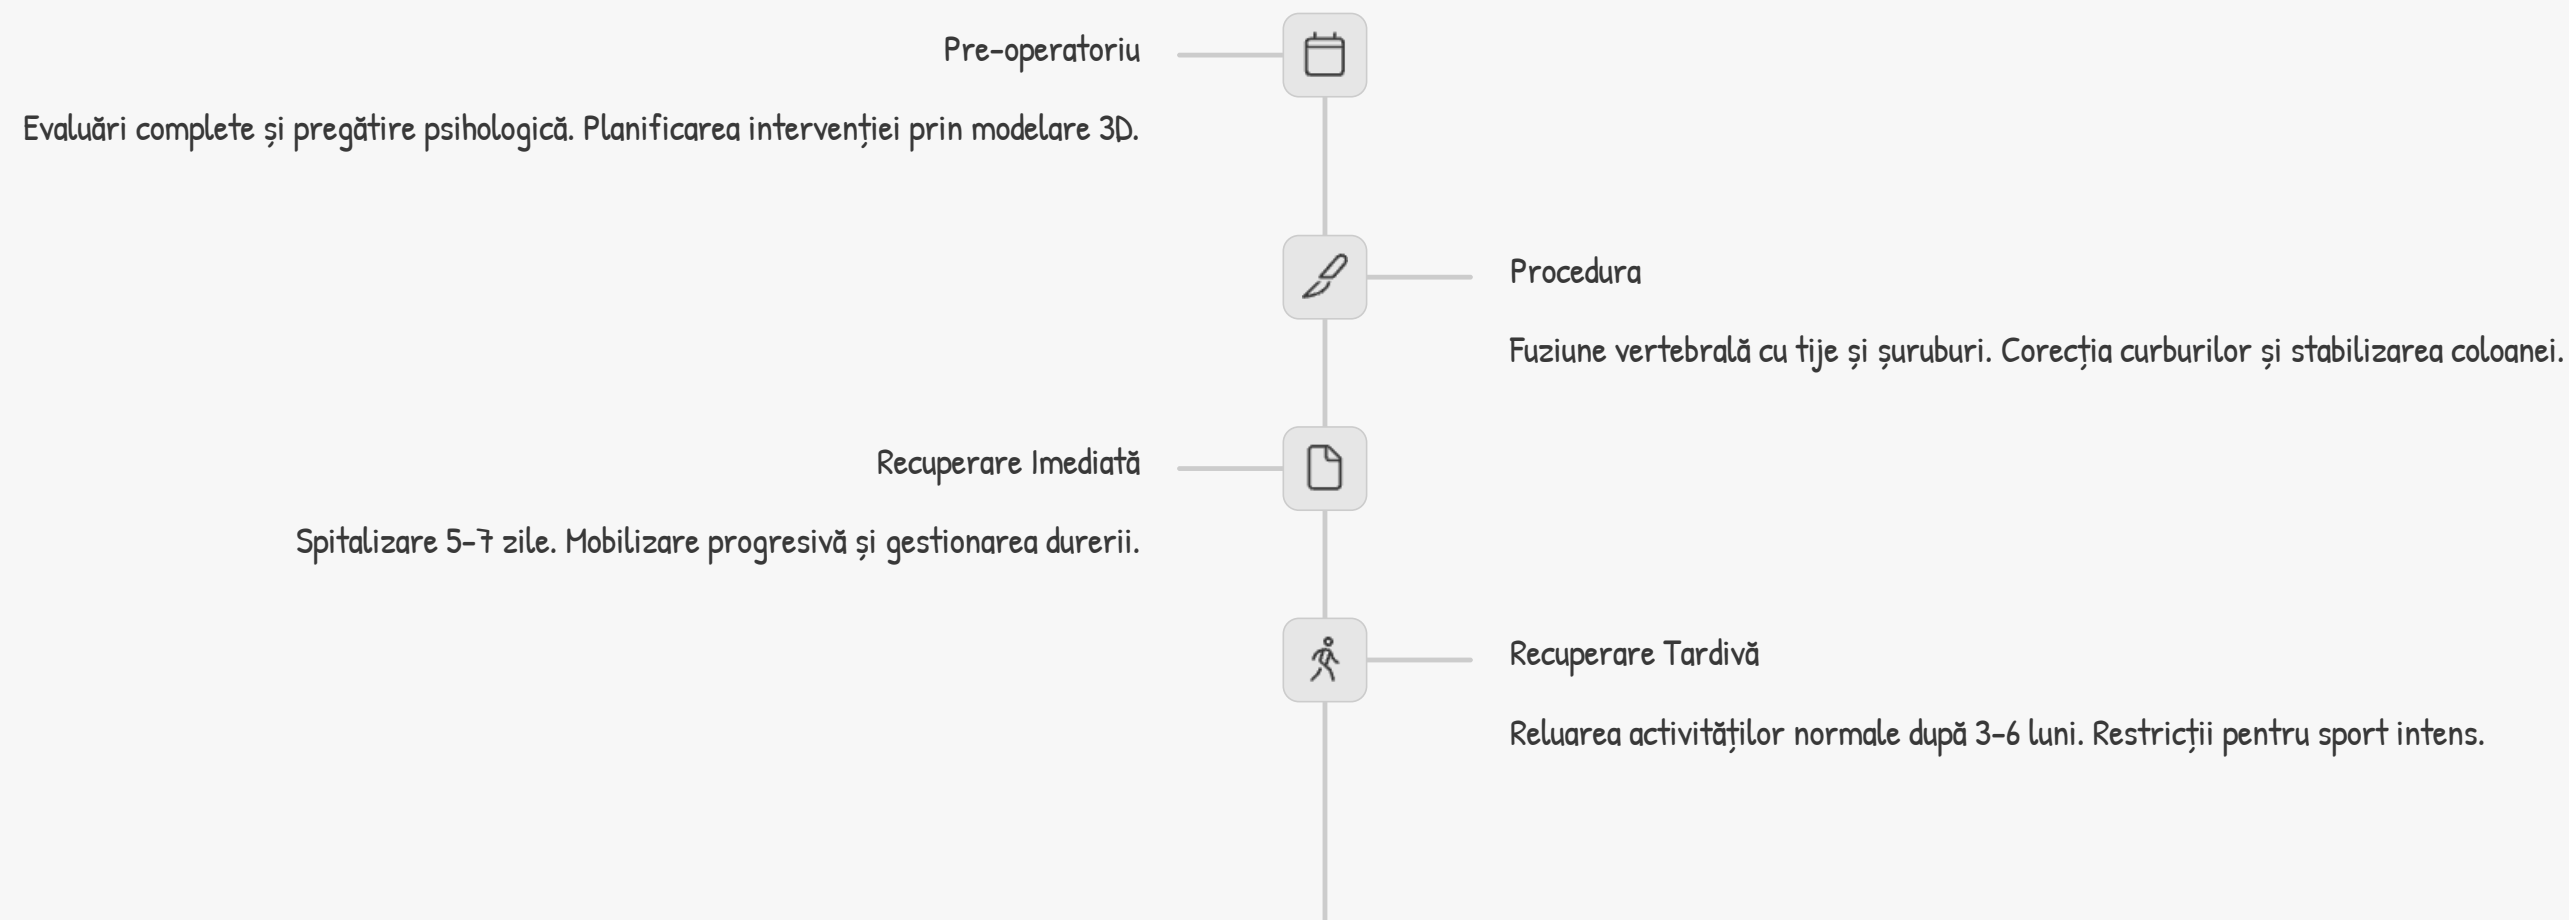 Pre-operatoriu
Evaluări complete și pregătire psihologică. Planificarea intervenției prin modelare 3D.
Procedura
Fuziune vertebrală cu tije și șuruburi. Corecția curburilor și stabilizarea coloanei.
Recuperare Imediată
Spitalizare 5-7 zile. Mobilizare progresivă și gestionarea durerii.
Recuperare Tardivă
Reluarea activităților normale după 3-6 luni. Restricții pentru sport intens.